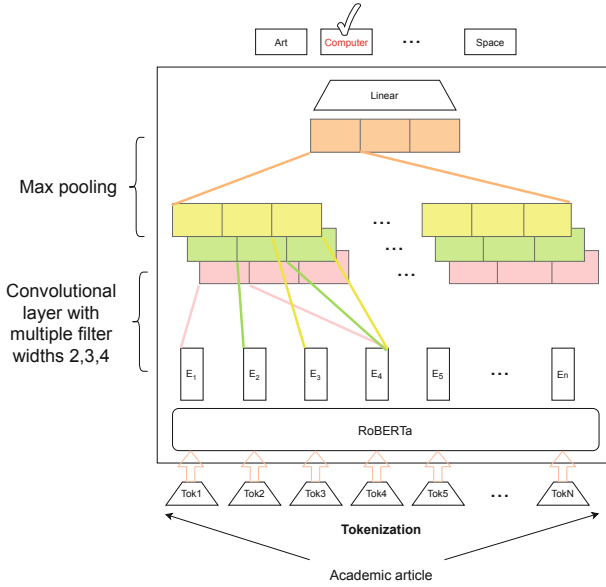 Art Computer ... Space
Linear
Max pooling
...
...
...
Convolutional
layer with
multiple filter
widths 2,3,4
E1 E2 E3 E4 E5 ... En
RoBERTa
Tok1 Tok2 Tok3 Tok4 Tok5 ... TokN
Tokenization
Academic article